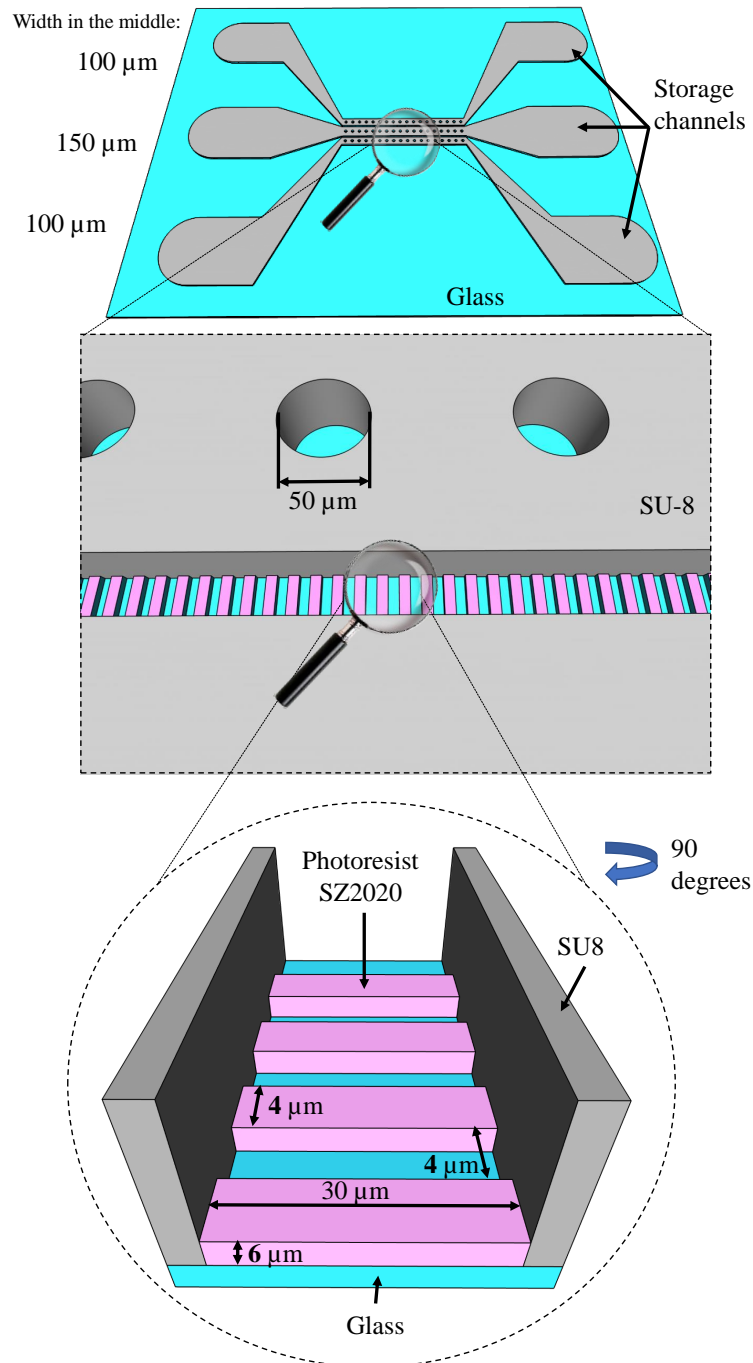 Width in the middle:
100 µm
150 µm
100 µm
Storage
channels
Glass
50 µm
SU-8
90
degrees
Photoresist
SZ2020
SU8
4 µm
4 µm
30 µm
6 µm
Glass